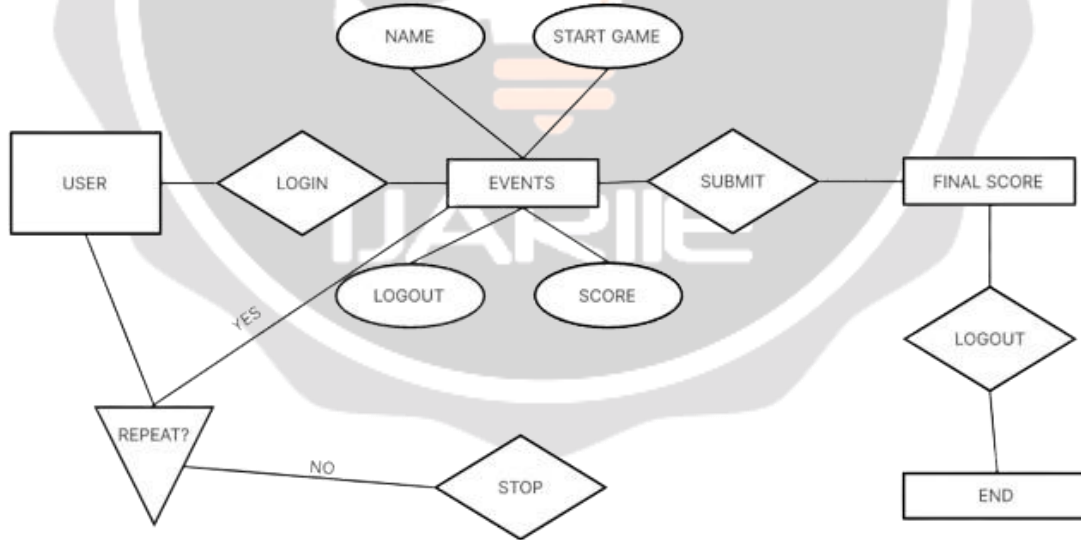 NAME
START GAME
USER
LOGIN
EVENTS
SUBMIT
FINAL SCORE
LOGOUT
SCORE
YES
LOGOUT
REPEAT?
NO
STOP
END
IJARIIE